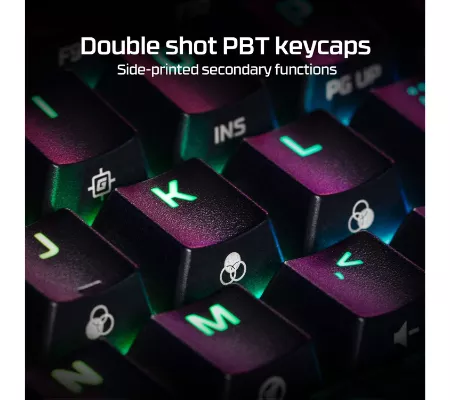 Double shot PBT keycaps
Side-printed secondary functions
PG UP
INS
I
L
K
J
M
N